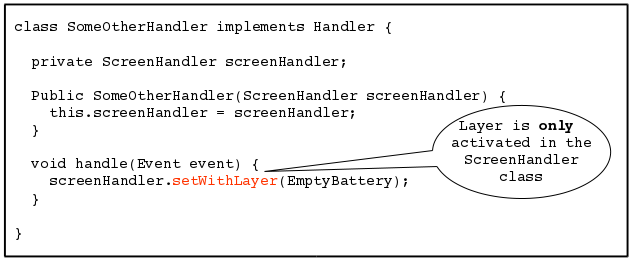 class SomeOtherHandler implements Handler {
private ScreenHandler screenHandler;
Public SomeOtherHandler(ScreenHandler screenHandler) {
this.screenHandler = screenHandler;
}
void handle(Event event) {
screenHandler.setWithLayer(EmptyBattery);
}
}
Layer is only
activated in the
ScreenHandler
class